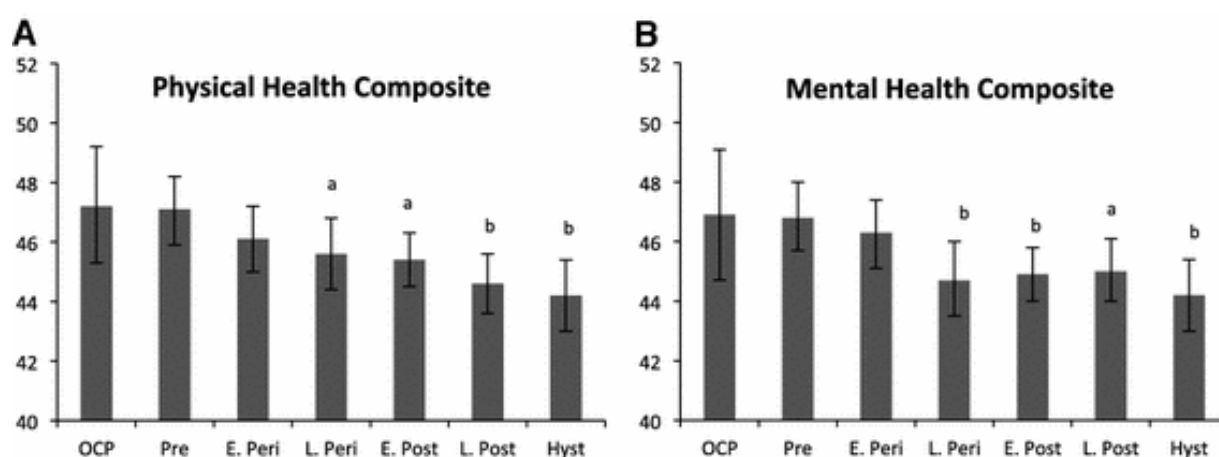 A
Physical Health Composite
52
50
48
46
44
42
40
a
a
b
b
OCP Pre E. Peri L. Peri E. Post L. Post Hyst
B
Mental Health Composite
52
50
48
46
44
42
40
b
b
a
b
OCP Pre E. Peri L. Peri E. Post L. Post Hyst